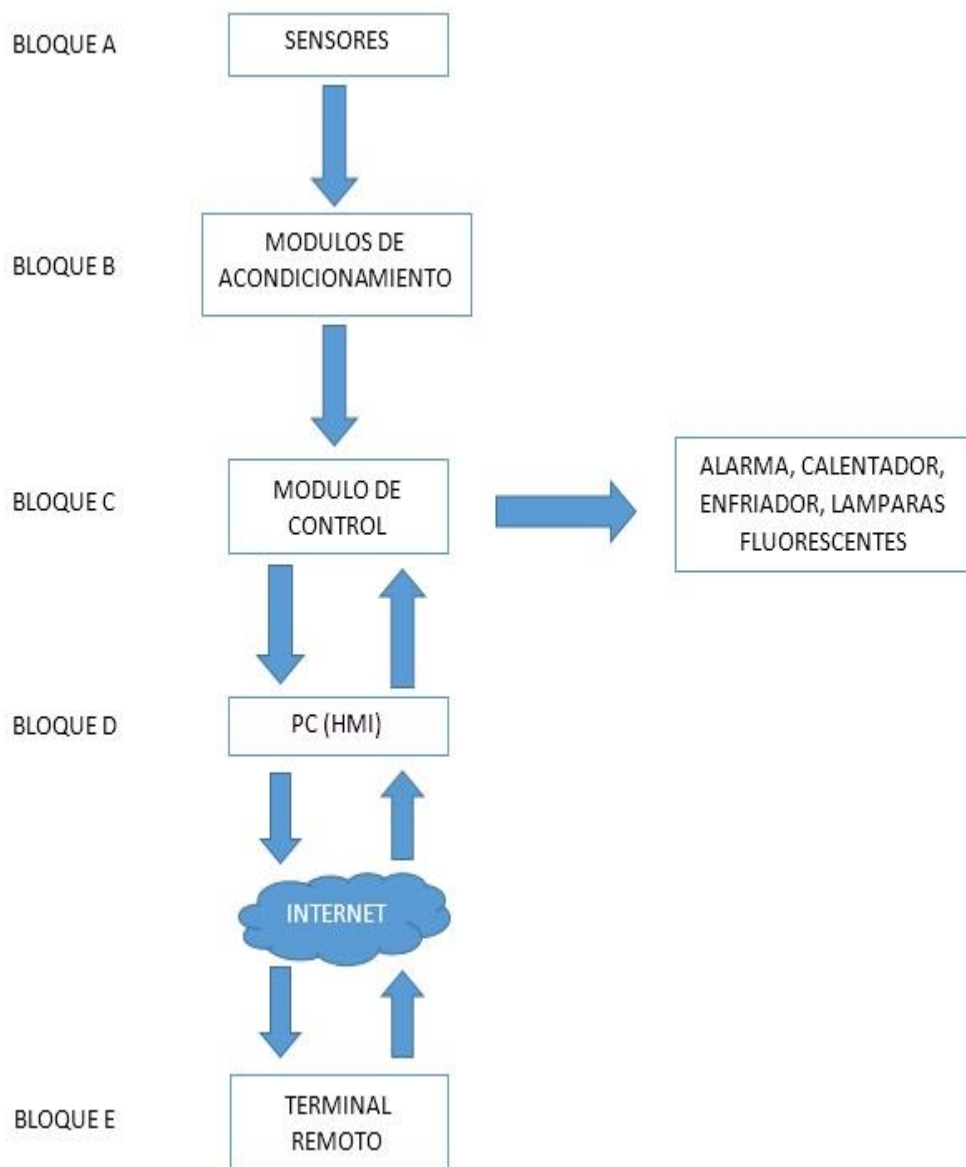 BLOQUE A
SENSORES
BLOQUE B
MODULOS DE
ACONDICIONAMIENTO
BLOQUE C
MODULO DE
CONTROL
ALARMA, CALENTADOR,
ENFRIADOR, LAMPARAS
FLUORESCENTES
BLOQUE D
PC (HMI)
INTERNET
BLOQUE E
TERMINAL
REMOTO